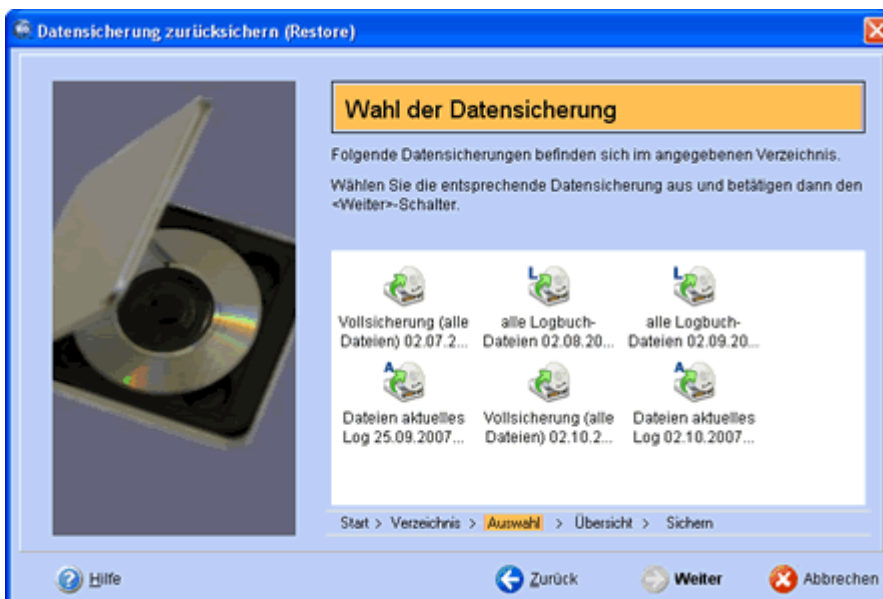 Datensicherung zurücksichern (Restore)
Wahl der Datensicherung
Folgende Datensicherungen befinden sich im angegebenen Verzeichnis.
Wählen Sie die entsprechende Datensicherung aus und betätigen dann den
<Weiter>-Schalter.
L
L
Vollsicherung (alle
Dateien) 02.07.2...
alle Logbuch-
Dateien 02.08.20...
alle Logbuch-
Dateien 02.09.20...
A
A
Dateien aktuelles
Log 25.09.2007...
Vollsicherung (alle
Dateien) 02.10.2...
Dateien aktuelles
Log 02.10.2007...
Start > Verzeichnis > Auswahl > Übersicht > Sichern
Hilfe
Zurück
Weiter
Abbrechen